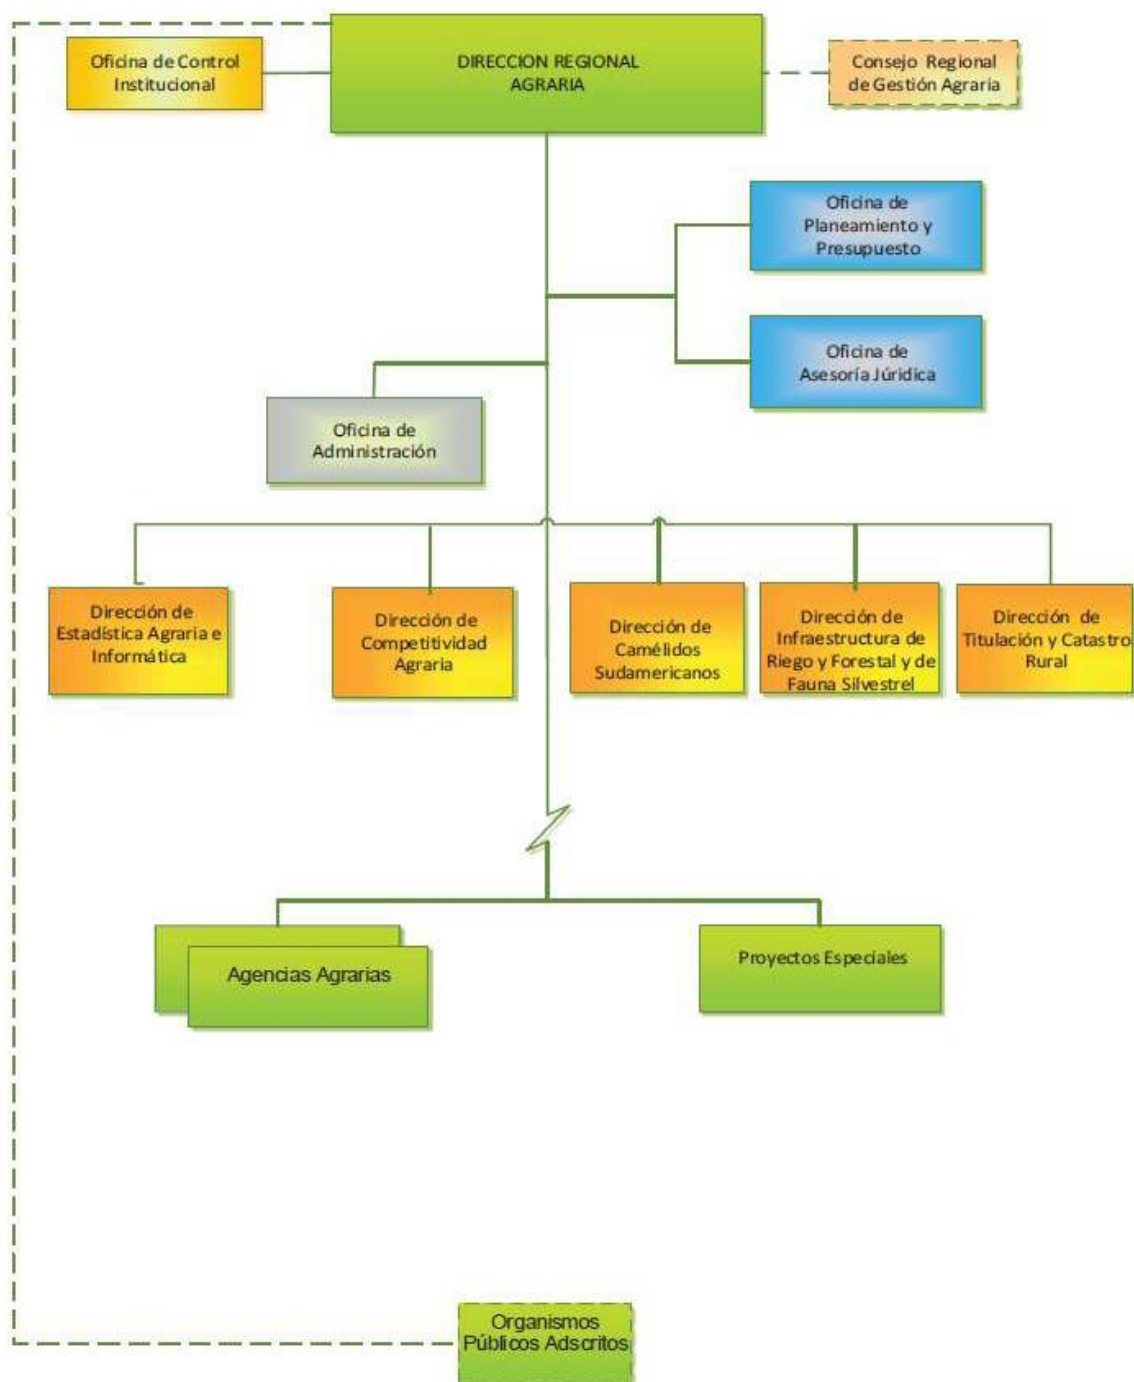 Oficina de Control
Institucional
DIRECCION REGIONAL
AGRARIA
Consejo Regional
de Gestión Agraria
Oficina de
Planeamiento y
Presupuesto
Oficina de
Asesoría Júridica
Oficina de
Administración
Dirección de
Estadística Agraria e
Informática
Dirección de
Competitividad
Agraria
Dirección de
Camélidos
Sudamericanos
Dirección de
Infraestructura de
Riego y Forestal y de
Fauna Silvestrel
Dirección de
Titulación y Catastro
Rural
Agencias Agrarias
Proyectos Especiales
Organismos
Públicos Adscritos